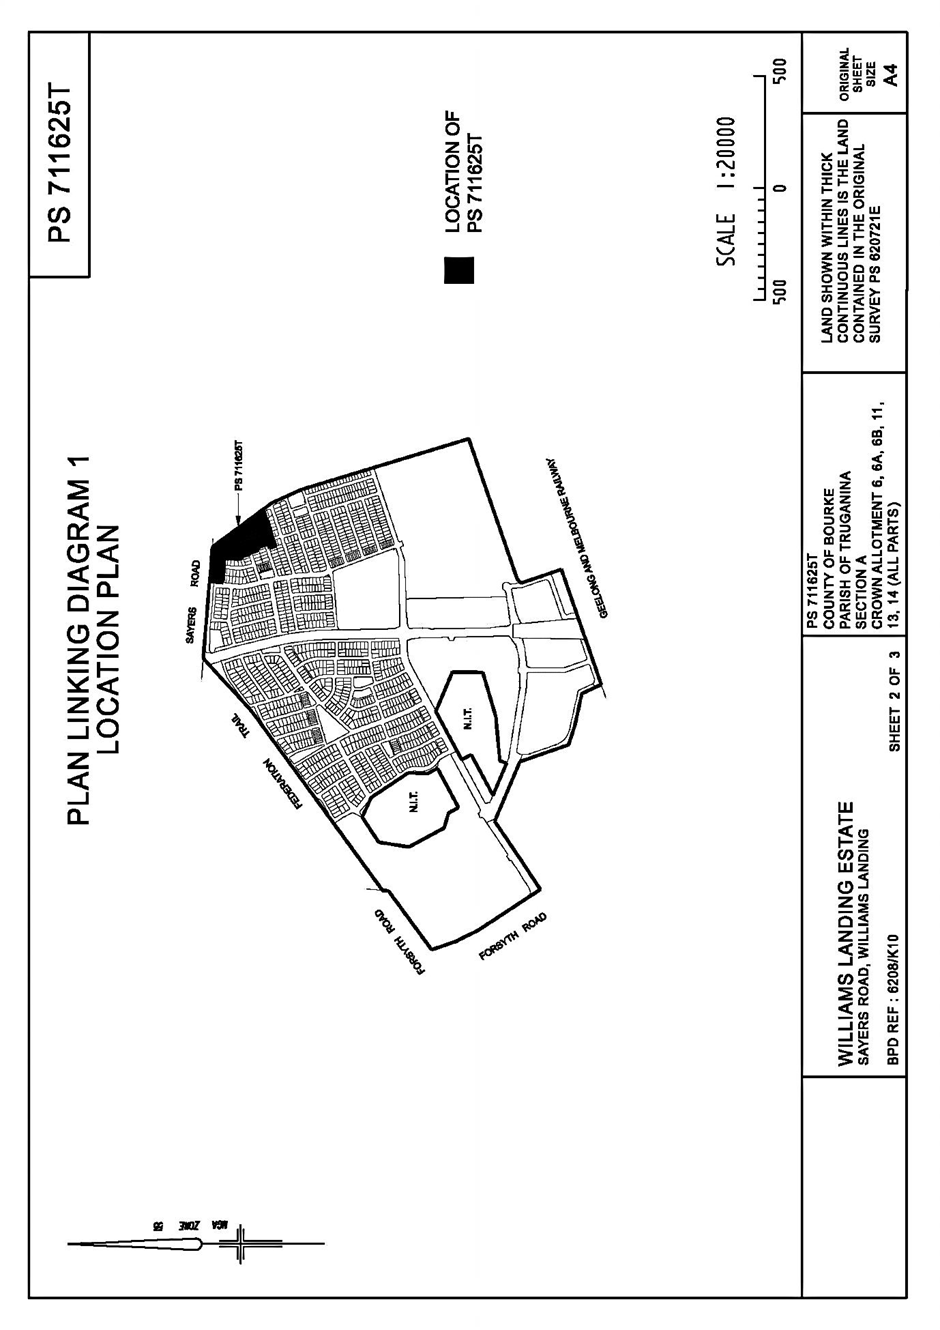 PS 711625T
PLAN LINKING DIAGRAM 1
LOCATION PLAN
LOCATION OF
PS 711625T
SAYERS ROAD
PS 711625T
FEDERATION TRAIL
FORSYTH ROAD
FORSYTH ROAD
GEELONG AND MELBOURNE RAILWAY
N.I.T.
N.I.T.
MGA ZONE 55
SCALE 1:20000
500 0 500
WILLIAMS LANDING ESTATE
SAYERS ROAD, WILLIAMS LANDING
BPD REF : 6208/K10
SHEET 2 OF 3
PS 711625T
COUNTY OF BOURKE
PARISH OF TRUGANINA
SECTION A
CROWN ALLOTMENT 6, 6A, 6B, 11,
13, 14 (ALL PARTS)
LAND SHOWN WITHIN THICK
CONTINUOUS LINES IS THE LAND
CONTAINED IN THE ORIGINAL
SURVEY PS 620721E
ORIGINAL
SHEET
SIZE
A4